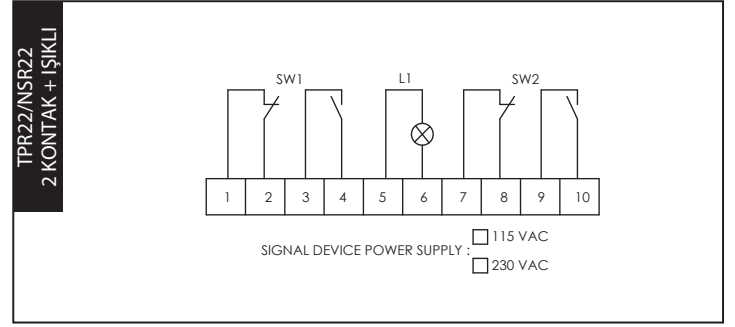 TPR22/NSR22
2 KONTAK + IŞIKLI
SW1
L1
SW2
1 2 3 4 5 6 7 8 9 10
SIGNAL DEVICE POWER SUPPLY :
115 VAC
230 VAC